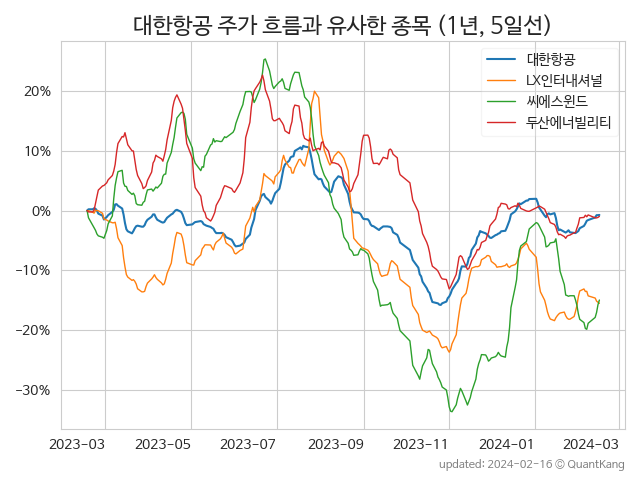 대한항공 주가 흐름과 유사한 종목 (1년, 5일선)
대한항공
LX인터내셔널
씨에스윈드
두산에너빌리티
20%
10%
0%
−10%
−20%
−30%
2023-03 2023-05 2023-07 2023-09 2023-11 2024-01 2024-03
updated: 2024-02-16 © QuantKang